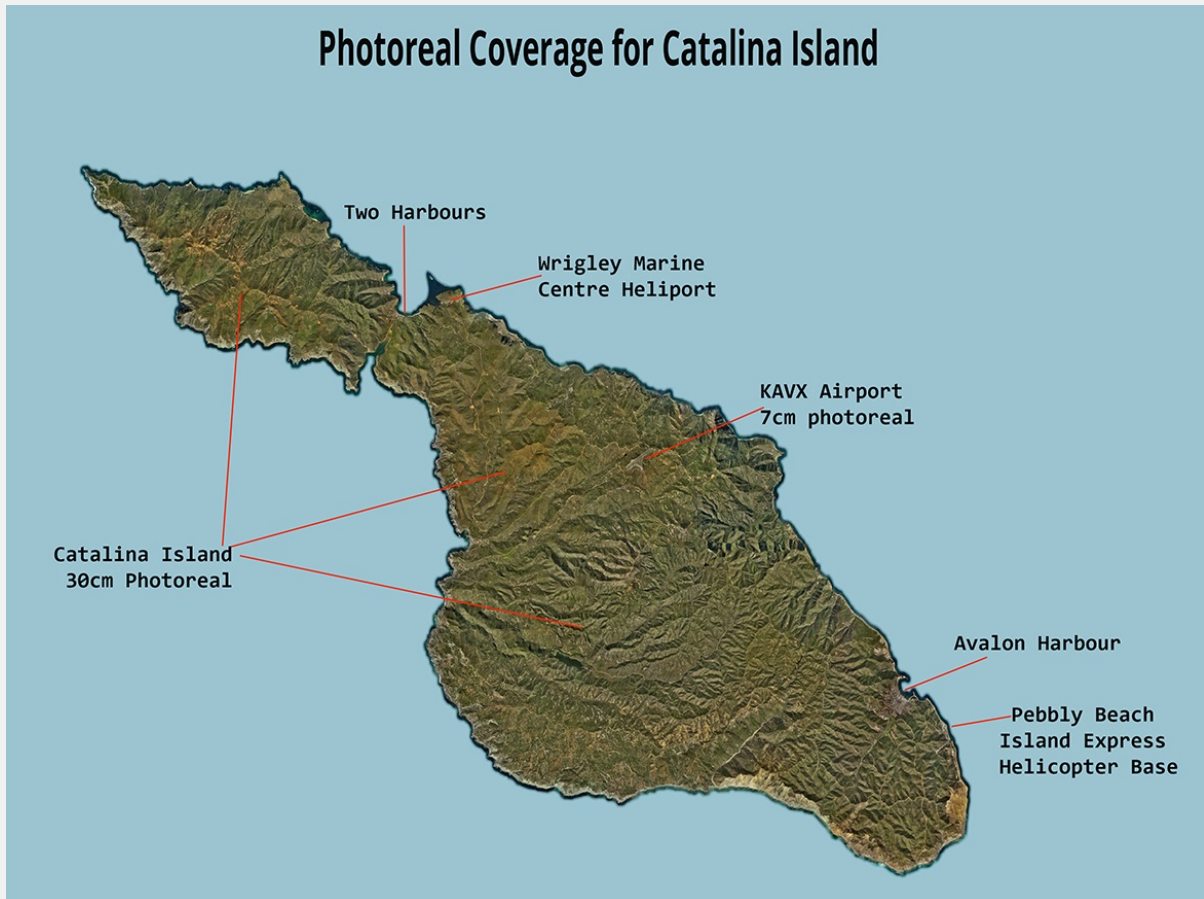 Photoreal Coverage for Catalina Island
Two Harbours
Wrigley Marine
Centre Heliport
KAVX Airport
7cm photoreal
Catalina Island
30cm Photoreal
Avalon Harbour
Pebbly Beach
Island Express
Helicopter Base